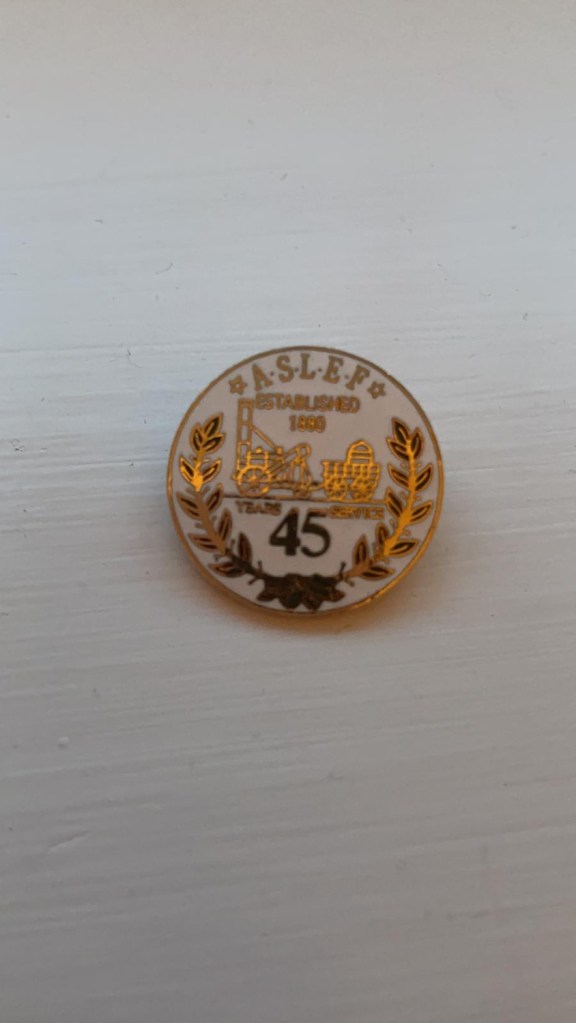 A·S·L·E·F
ESTABLISHED
1880
YEARS SERVICE
45